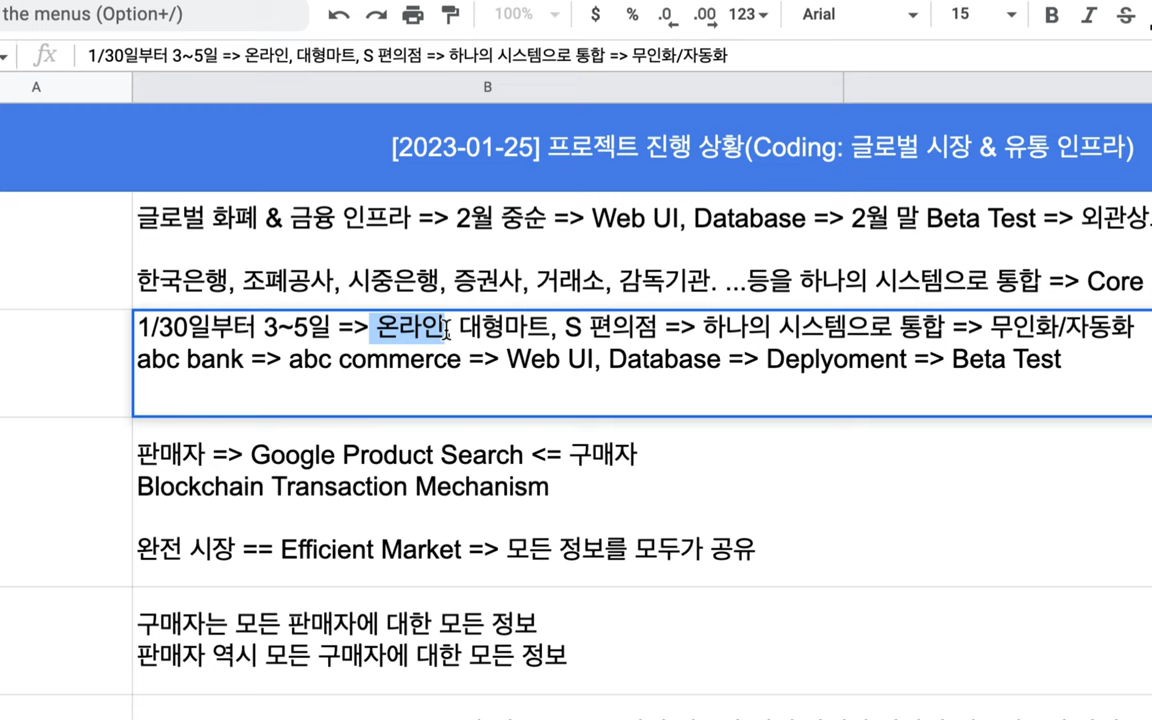 the menus (Option+/)
100%
$ % .0 .00 123
Arial
15
B I S
fx
1/30일부터 3~5일 => 온라인, 대형마트, S 편의점 => 하나의 시스템으로 통합 => 무인화/자동화
A B
[2023-01-25] 프로젝트 진행 상황(Coding: 글로벌 시장 & 유통 인프라)
글로벌 화폐 & 금융 인프라 => 2월 중순 => Web UI, Database => 2월 말 Beta Test => 외관상
한국은행, 조폐공사, 시중은행, 증권사, 거래소, 감독기관. ...등을 하나의 시스템으로 통합 => Core
1/30일부터 3~5일 => 온라인, 대형마트, S 편의점 => 하나의 시스템으로 통합 => 무인화/자동화
abc bank => abc commerce => Web UI, Database => Deplyoment => Beta Test
판매자 => Google Product Search <= 구매자
Blockchain Transaction Mechanism
완전 시장 == Efficient Market => 모든 정보를 모두가 공유
구매자는 모든 판매자에 대한 모든 정보
판매자 역시 모든 구매자에 대한 모든 정보